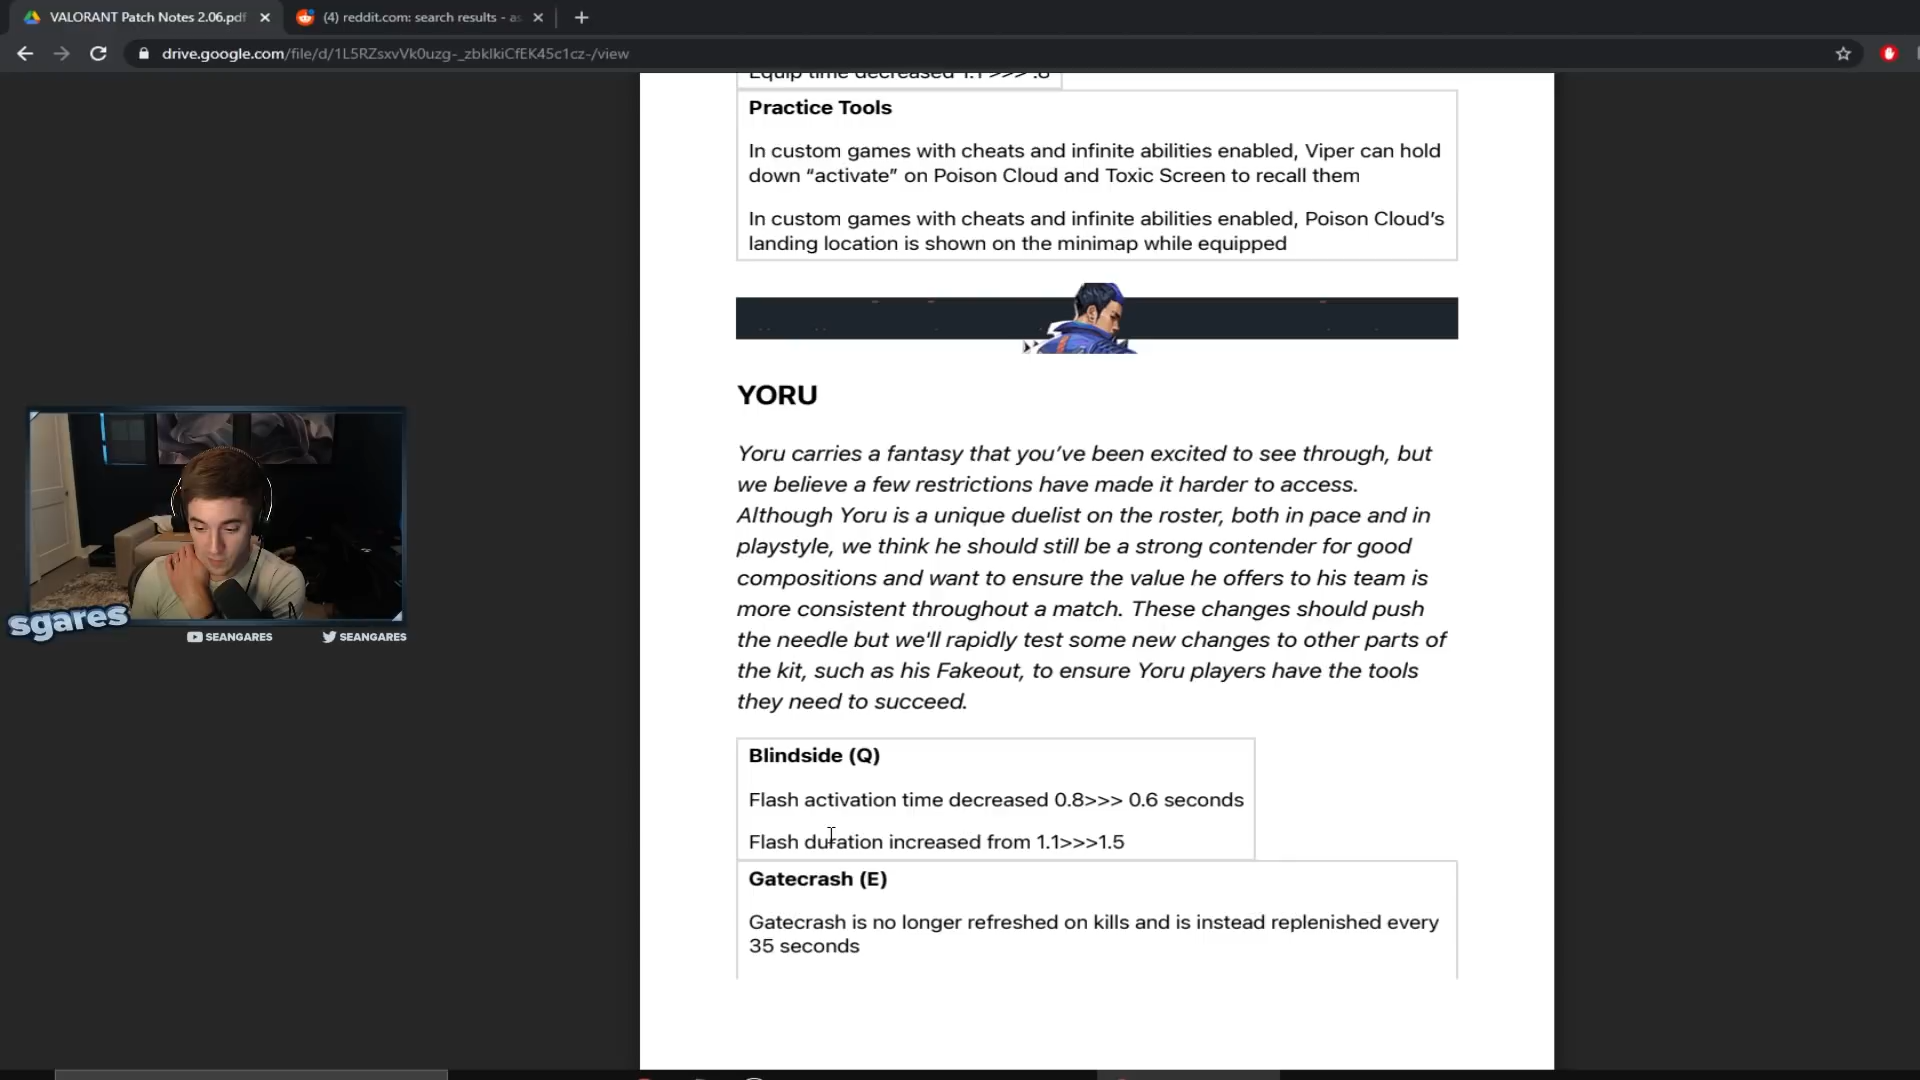 VALORANT Patch Notes 2.06.pdf
(4) reddit.com: search results - as
drive.google.com/file/d/1L5RZsxvVk0uzg-_zbklkiCfEK45c1cz-/view
Equip time decreased 1.1 >>> .8
Practice Tools
In custom games with cheats and infinite abilities enabled, Viper can hold
down “activate” on Poison Cloud and Toxic Screen to recall them
In custom games with cheats and infinite abilities enabled, Poison Cloud’s
landing location is shown on the minimap while equipped
YORU
Yoru carries a fantasy that you’ve been excited to see through, but
we believe a few restrictions have made it harder to access.
Although Yoru is a unique duelist on the roster, both in pace and in
playstyle, we think he should still be a strong contender for good
compositions and want to ensure the value he offers to his team is
more consistent throughout a match. These changes should push
the needle but we'll rapidly test some new changes to other parts of
the kit, such as his Fakeout, to ensure Yoru players have the tools
they need to succeed.
Blindside (Q)
Flash activation time decreased 0.8>>> 0.6 seconds
Flash duration increased from 1.1>>>1.5
Gatecrash (E)
Gatecrash is no longer refreshed on kills and is instead replenished every
35 seconds
sgares
SEANGARES
SEANGARES